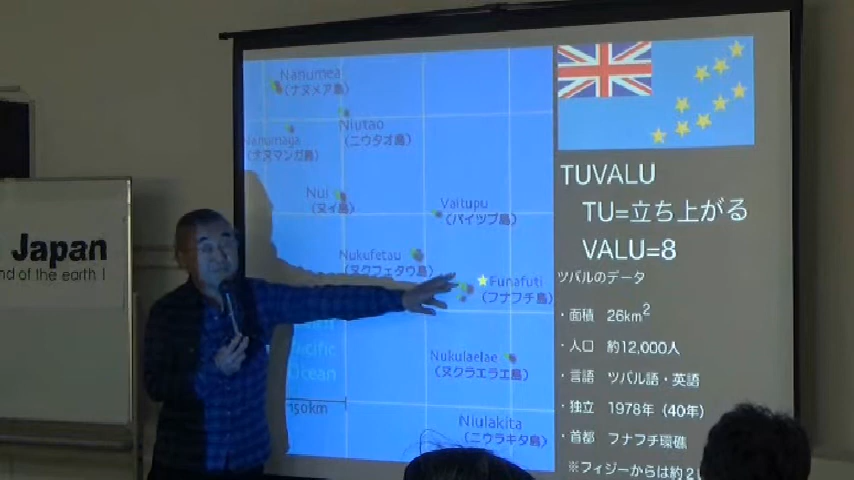 Japan
nd of the earth !
Nanumea
(ナヌメア島)
Niutao
(ニウタオ島)
Nanumaga
(ナヌマンガ島)
Nui
(ヌイ島)
Vaitupu
(バイツプ島)
Nukufetau
(ヌクフェタウ島)
Funafuti
(フナフチ島)
Pacific
Ocean
Nukulaelae
(ヌクラエラエ島)
150km
Niulakita
(ニウラキタ島)
TUVALU
TU=立ち上がる
VALU=8
ツバルのデータ
・面積 26km²
・人口 約12,000人
・言語 ツバル語・英語
・独立 1978年 (40年)
・首都 フナフチ環礁
※フィジーからは約2